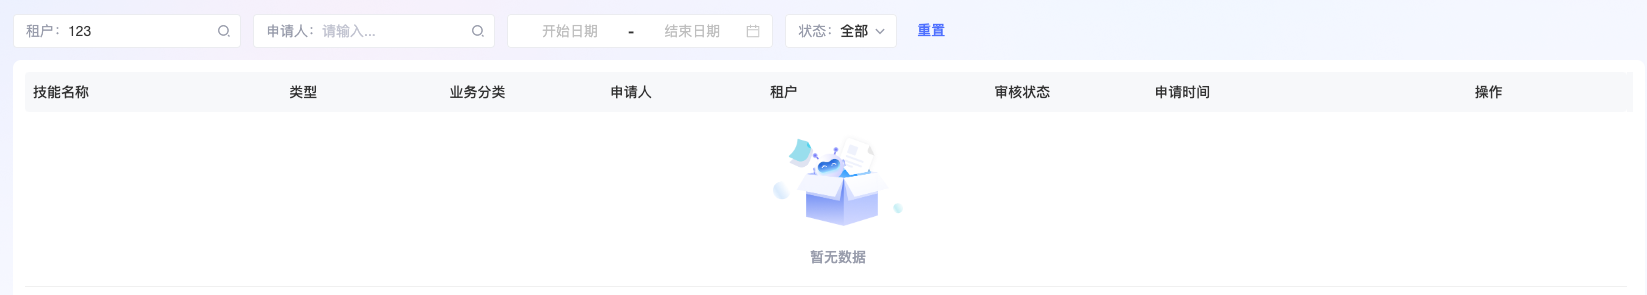 租户：123 申请人：请输入... 开始日期 - 结束日期 状态：全部 重置
技能名称 类型 业务分类 申请人 租户 审核状态 申请时间 操作
暂无数据